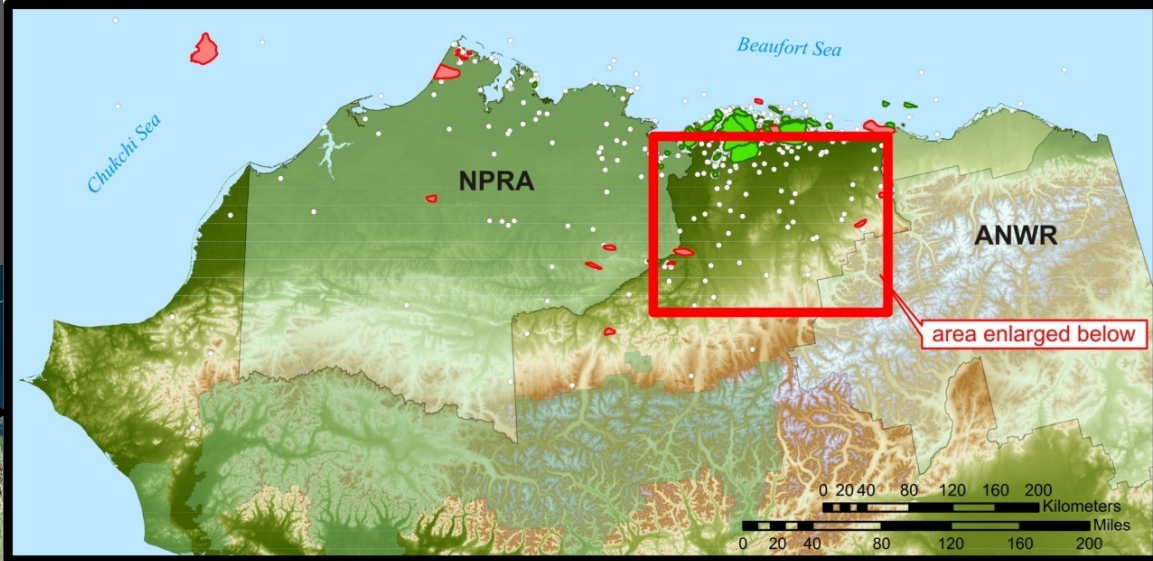 Beaufort Sea
Chukchi Sea
NPRA
ANWR
area enlarged below
0 20 40 80 120 160 200
Kilometers
Miles
0 20 40 80 120 160 200